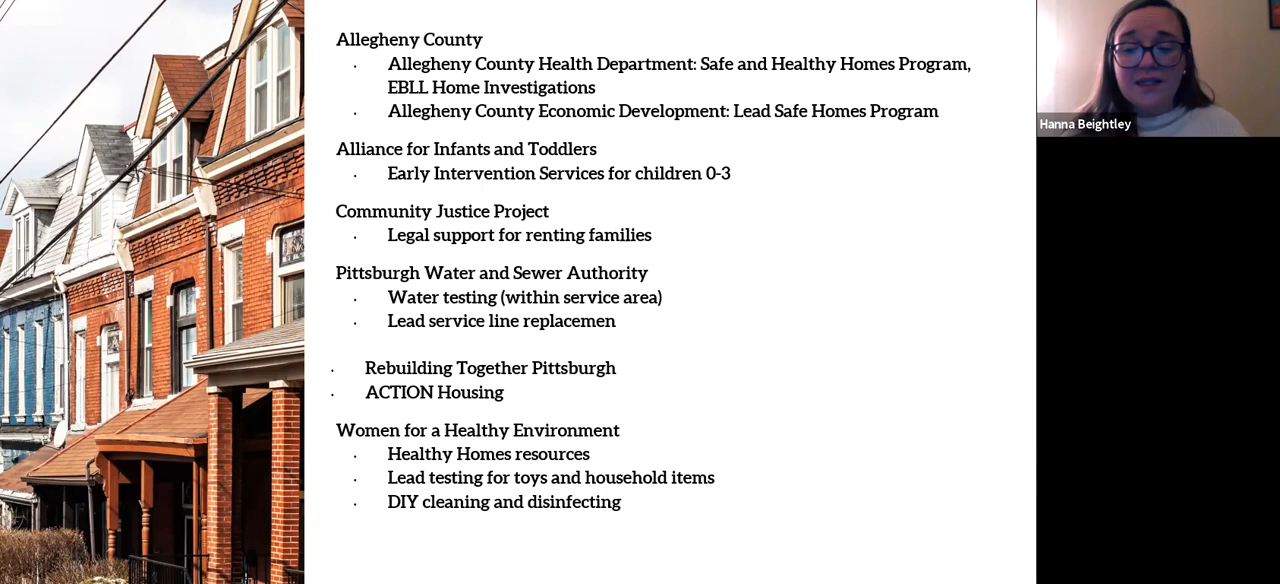 Allegheny County
· Allegheny County Health Department: Safe and Healthy Homes Program,
EBLL Home Investigations
· Allegheny County Economic Development: Lead Safe Homes Program
Alliance for Infants and Toddlers
· Early Intervention Services for children 0-3
Community Justice Project
· Legal support for renting families
Pittsburgh Water and Sewer Authority
· Water testing (within service area)
· Lead service line replacemen
· Rebuilding Together Pittsburgh
· ACTION Housing
Women for a Healthy Environment
· Healthy Homes resources
· Lead testing for toys and household items
· DIY cleaning and disinfecting
Hanna Beightley